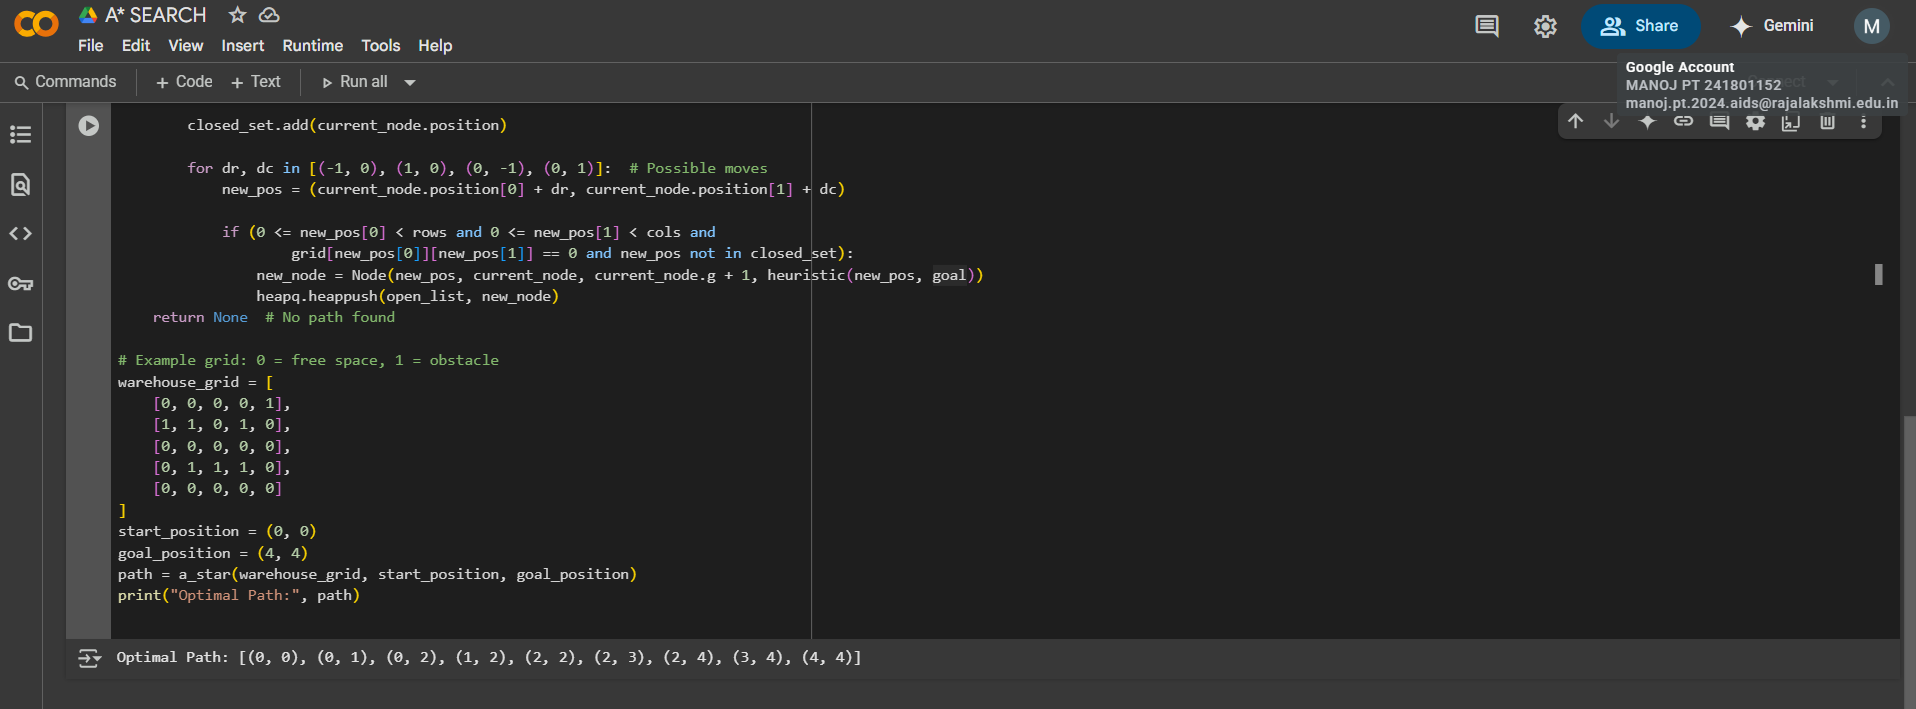 A* SEARCH
File Edit View Insert Runtime Tools Help
Share
Gemini
M
Commands + Code + Text Run all
Google Account
MANOJ PT 241801152
manoj.pt.2024.aids@rajalakshmi.edu.in
closed_set.add(current_node.position)
for dr, dc in [(-1, 0), (1, 0), (0, -1), (0, 1)]:  # Possible moves
new_pos = (current_node.position[0] + dr, current_node.position[1] + dc)
if (0 <= new_pos[0] < rows and 0 <= new_pos[1] < cols and
grid[new_pos[0]][new_pos[1]] == 0 and new_pos not in closed_set):
new_node = Node(new_pos, current_node, current_node.g + 1, heuristic(new_pos, goal))
heapq.heappush(open_list, new_node)
return None  # No path found
# Example grid: 0 = free space, 1 = obstacle
warehouse_grid = [
[0, 0, 0, 0, 1],
[1, 1, 0, 1, 0],
[0, 0, 0, 0, 0],
[0, 1, 1, 1, 0],
[0, 0, 0, 0, 0]
]
start_position = (0, 0)
goal_position = (4, 4)
path = a_star(warehouse_grid, start_position, goal_position)
print("Optimal Path:", path)
Optimal Path: [(0, 0), (0, 1), (0, 2), (1, 2), (2, 2), (2, 3), (2, 4), (3, 4), (4, 4)]